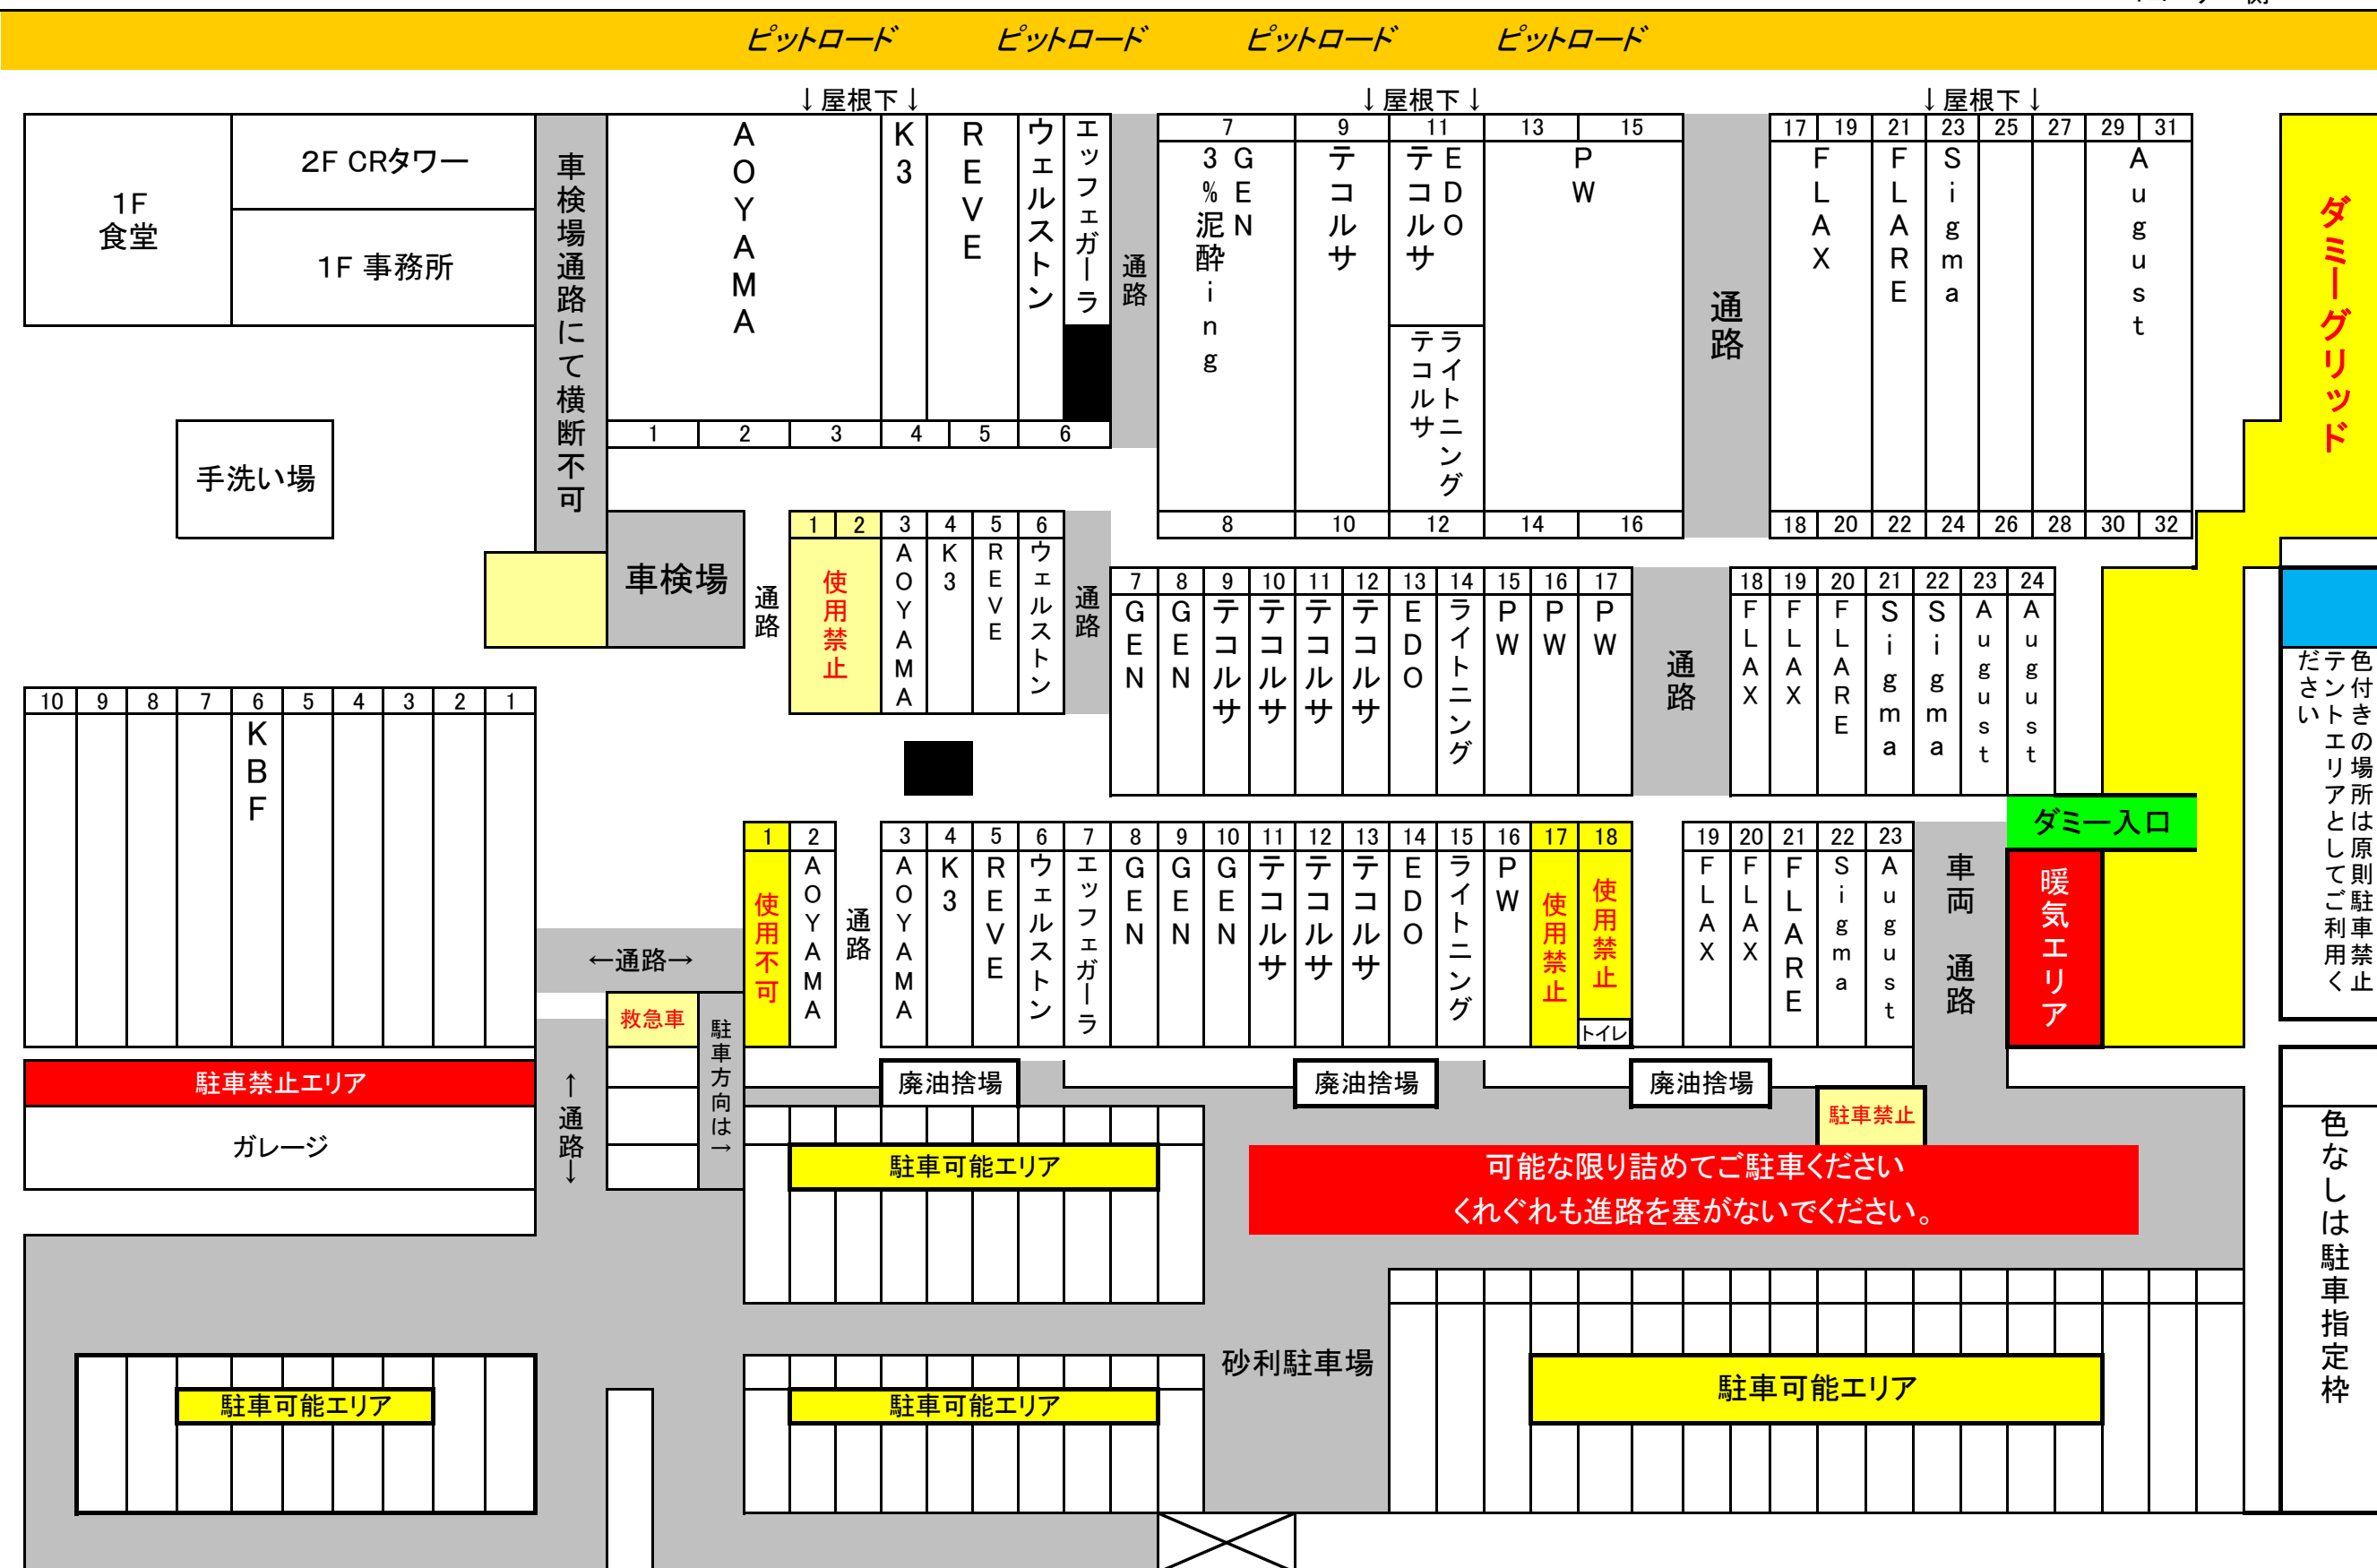 ピットロード ピットロード ピットロード ピットロード
↓屋根下↓ ↓屋根下↓ ↓屋根下↓
1F
食堂
2F CRタワー
1F 事務所
車検場通路にて横断不可
AOYAMA
K3
REVE
ウェルストン
エッフェガーラ
1 2 3 4 5 6
通路
7 9 11 13 15
GEN
3%泥酔ing
テコルサ
EDO
テコルサ
ライトニング
テコルサ
PW
8 10 12 14 16
通路
17 19 21 23 25 27 29 31
FLAX
FLARE
Sigma
August
18 20 22 24 26 28 30 32
ダミーグリッド
手洗い場
車検場
通路
1 2 3 4 5 6
使用禁止
AOYAMA
K3
REVE
ウェルストン
通路
7 8 9 10 11 12 13 14 15 16 17
GEN
GEN
テコルサ
テコルサ
テコルサ
テコルサ
EDO
ライトニング
PW
PW
PW
通路
18 19 20 21 22 23 24
FLAX
FLAX
FLARE
Sigma
Sigma
August
August
色付きの場所は原則駐車禁止
テントエリアとしてご利用く
ださい
10 9 8 7 6 5 4 3 2 1
KBF
ダミー入口
1 2
使用不可
AOYAMA
通路
3 4 5 6 7 8 9 10 11 12 13 14 15 16 17 18
AOYAMA
K3
REVE
ウェルストン
エッフェガーラ
GEN
GEN
GEN
テコルサ
テコルサ
テコルサ
EDO
ライトニング
PW
使用禁止
使用禁止
トイレ
19 20 21 22 23
FLAX
FLAX
FLARE
Sigma
August
車両 通路
暖気エリア
←通路→
救急車
駐車方向は→
駐車禁止エリア
ガレージ
↑通路↓
廃油捨場
廃油捨場
廃油捨場
駐車禁止
駐車可能エリア
可能な限り詰めてご駐車ください
くれぐれも進路を塞がないでください。
色なしは駐車指定枠
砂利駐車場
駐車可能エリア
駐車可能エリア
駐車可能エリア